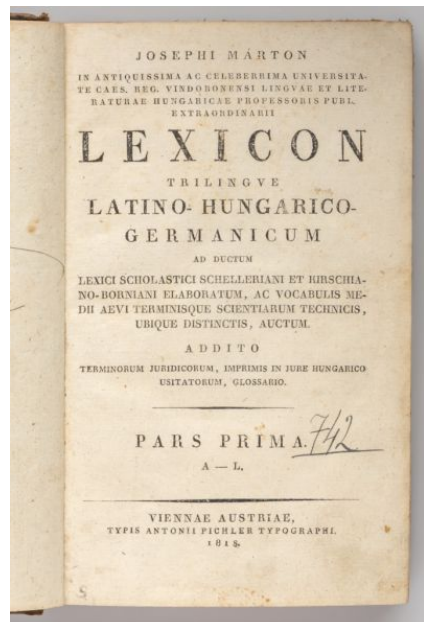 JOSEPHI MÁRTON
IN ANTIQUISSIMA AC CELEBERRIMA UNIVERSITA-
TE CAES. REG. VINDOBONENSI LINGVAE ET LITE-
RATURAE HUNGARICAE PROFESSORIS PUBL.
EXTRAORDINARII
LEXICON
TRILINGVE
LATINO-HUNGARICO-
GERMANICUM
AD DUCTUM
LEXICI SCHOLASTICI SCHELLERIANI ET KIRSCHIA-
NO-BORNIANI ELABORATUM, AC VOCABULIS ME-
DII AEVI TERMINISQUE SCIENTIARUM TECHNICIS,
UBIQUE DISTINCTIS, AUCTUM.
ADDITO
TERMINORUM JURIDICORUM, IMPRIMIS IN JURE HUNGARICO
USITATORUM, GLOSSARIO.
PARS PRIMA.
742
A — L.
VIENNAE AUSTRIAE,
TYPIS ANTONII PICHLER TYPOGRAPHI.
1818.
S